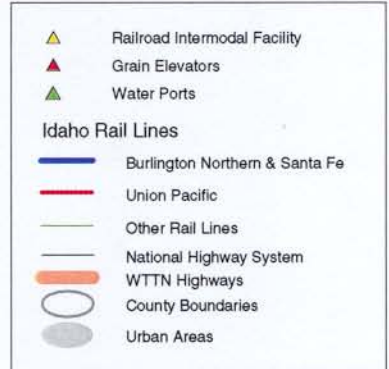 Railroad Intermodal Facility
Grain Elevators
Water Ports
Idaho Rail Lines
Burlington Northern & Santa Fe
Union Pacific
Other Rail Lines
National Highway System
WTTN Highways
County Boundaries
Urban Areas